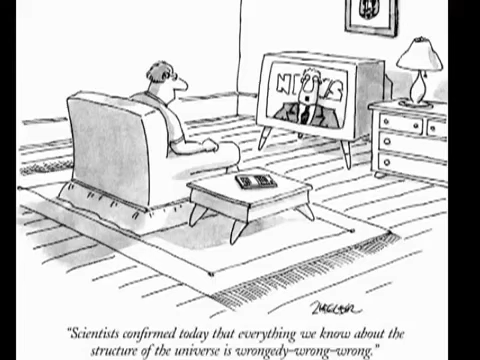 NEWS
ZIEGLER
"Scientists confirmed today that everything we know about the
structure of the universe is wrongedy-wrong-wrong."